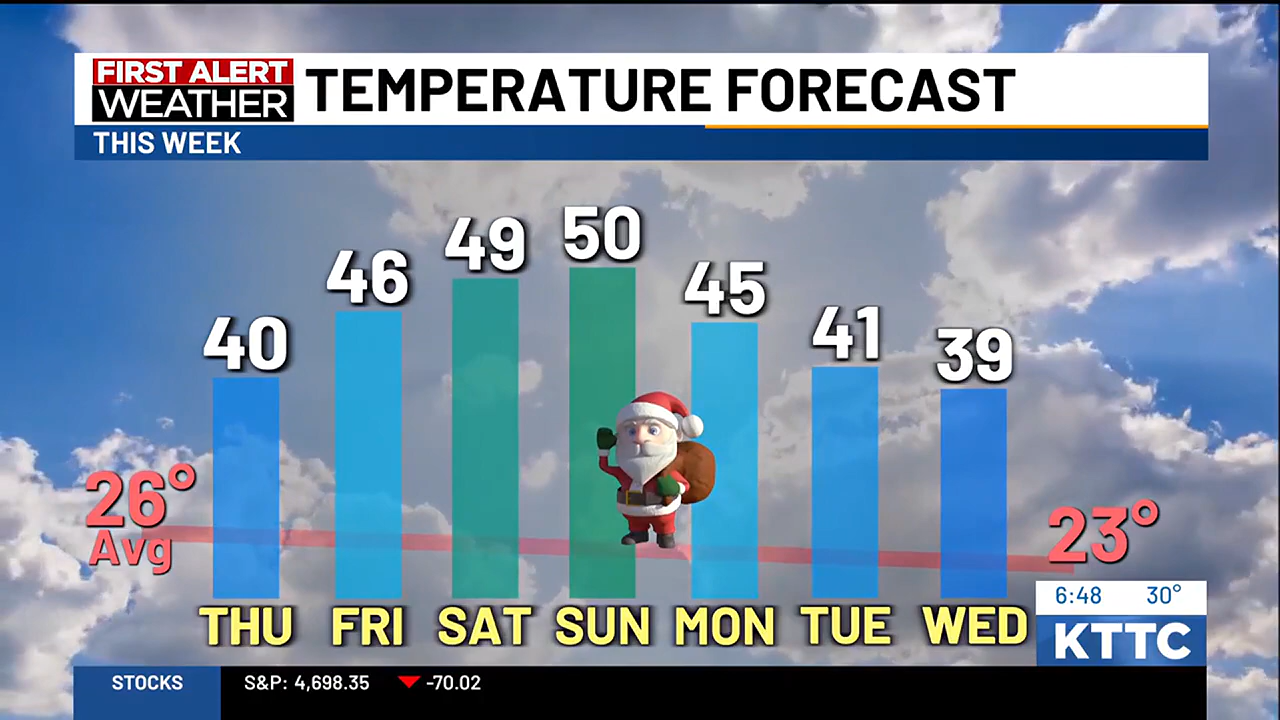 FIRST ALERT
WEATHER
TEMPERATURE FORECAST
THIS WEEK
40
46
49
50
45
41
39
26°
Avg
23°
THU FRI SAT SUN MON TUE WED
6:48 30°
KTTC
STOCKS S&P: 4,698.35 -70.02